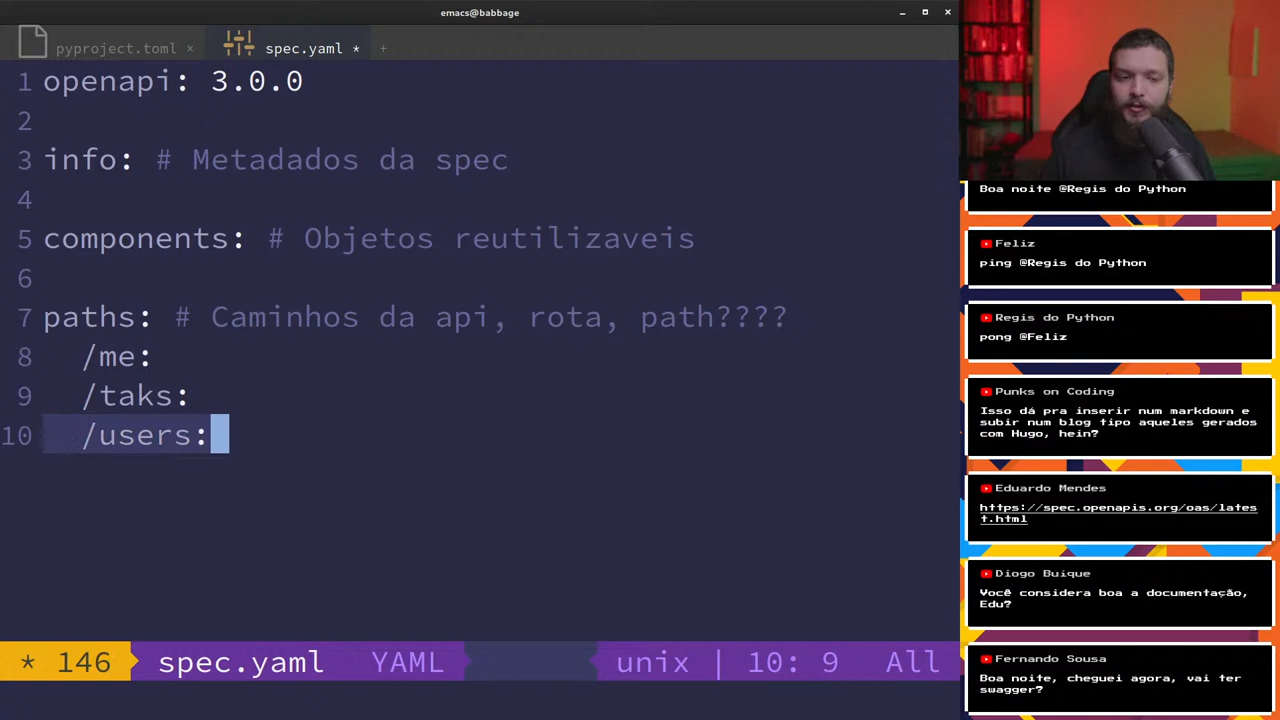 emacs@babbage
pyproject.toml ×
spec.yaml * +
1 openapi: 3.0.0
2
3 info: # Metadados da spec
4
5 components: # Objetos reutilizaveis
6
7 paths: # Caminhos da api, rota, path????
8 /me:
9 /taks:
10 /users:
* 146 spec.yaml YAML unix | 10: 9 All
Boa noite @Regis do Python
Feliz
ping @Regis do Python
Regis do Python
pong @Feliz
Punks on Coding
Isso dá pra inserir num markdown e
subir num blog tipo aqueles gerados
com Hugo, hein?
Eduardo Mendes
https://spec.openapis.org/oas/lates
t.html
Diogo Buique
Você considera boa a documentação,
Edu?
Fernando Sousa
Boa noite, cheguei agora, vai ter
swagger?